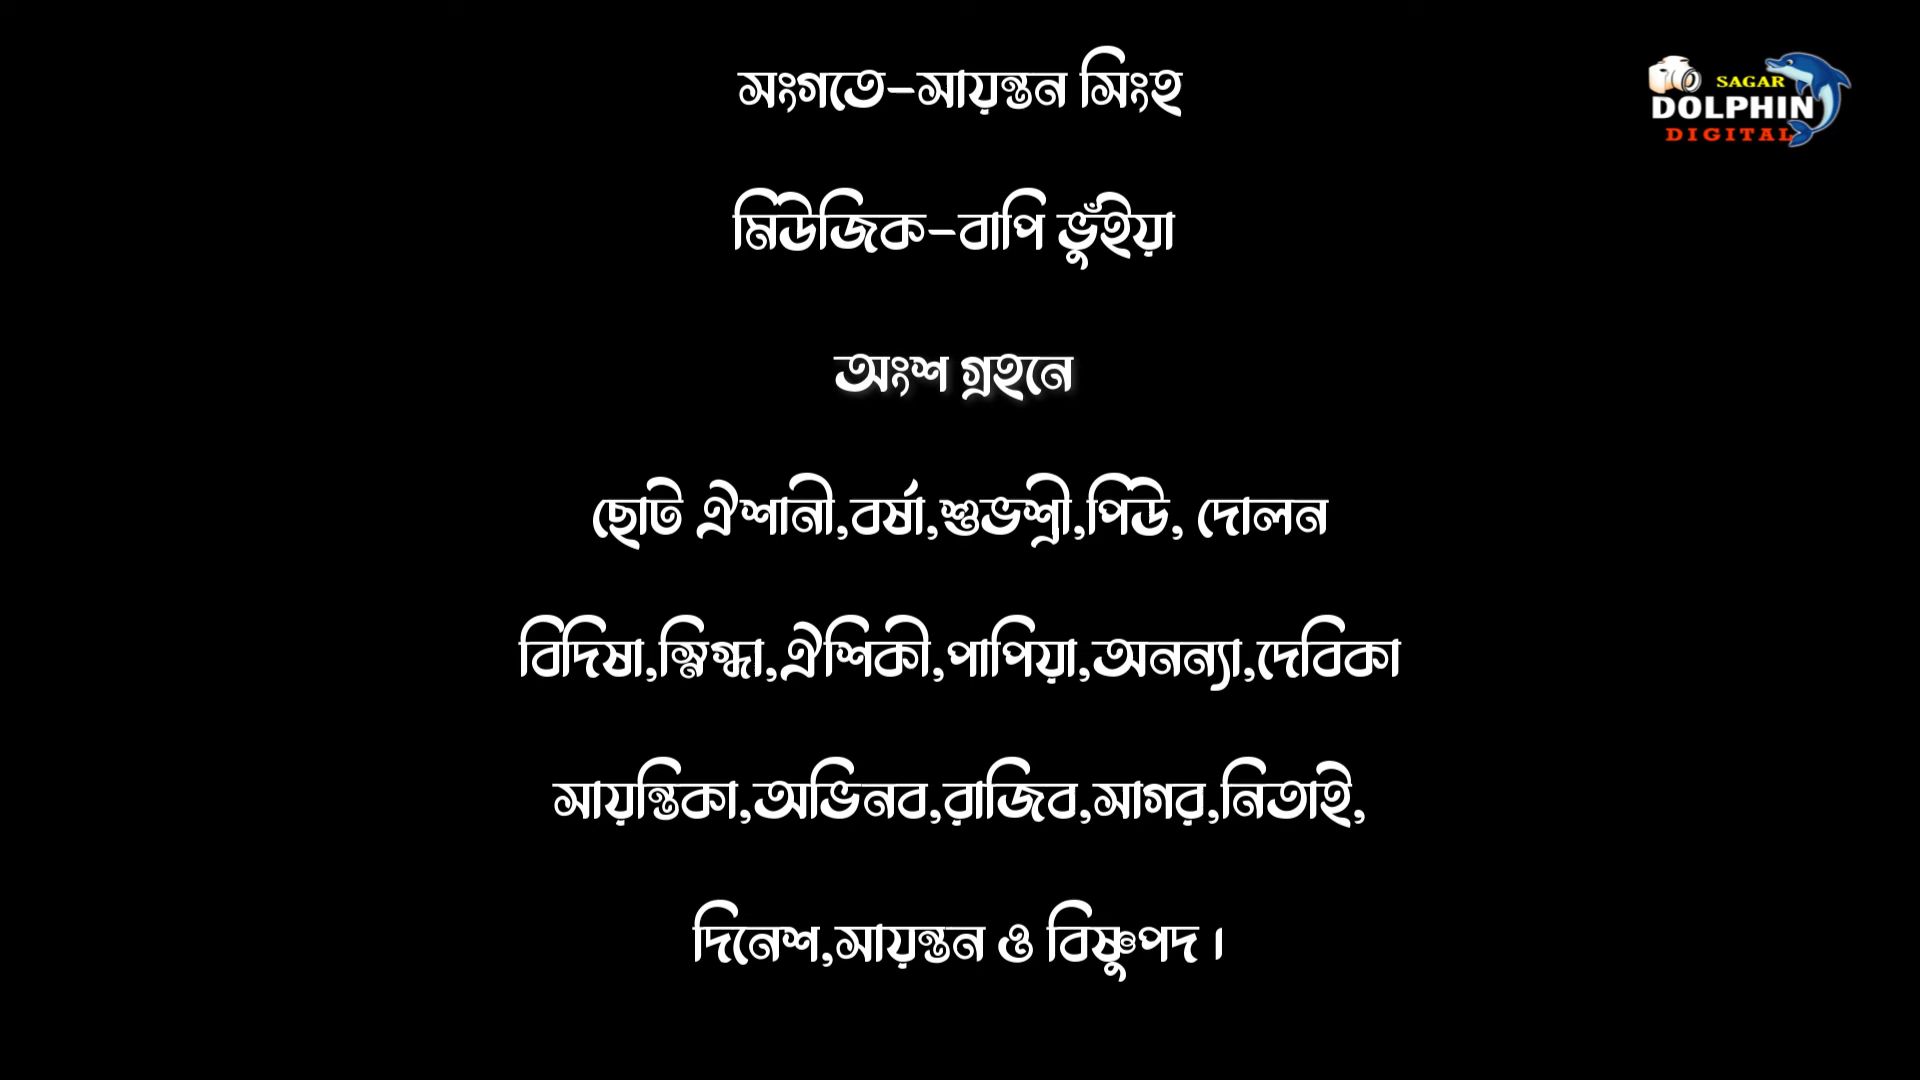 সংগতে-সায়ন্তন সিংহ
SAGAR
DOLPHIN
DIGITAL
মিউজিক-বাপি ভুঁইয়া
অংশ গ্রহনে
ছোট ঐশানী,বর্ষা,শুভশ্রী,পিউ, দোলন
বিদিষা,স্নিগ্ধা,ঐশিকী,পাপিয়া,অনন্যা,দেবিকা
সায়ন্তিকা,অভিনব,রাজিব,সাগর,নিতাই,
দিনেশ,সায়ন্তন ও বিষ্ণুপদ ।